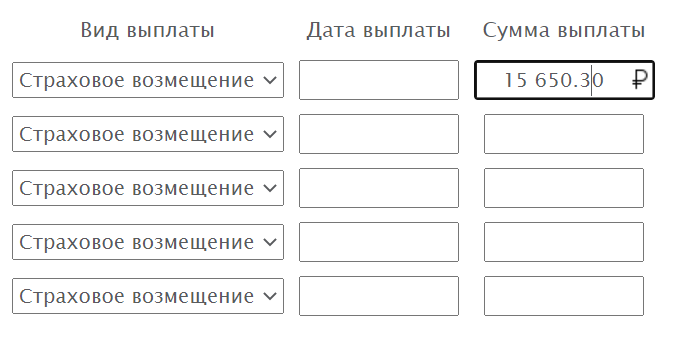 Вид выплаты Дата выплаты Сумма выплаты
Страховое возмещение 15 650.30 ₽
Страховое возмещение
Страховое возмещение
Страховое возмещение
Страховое возмещение